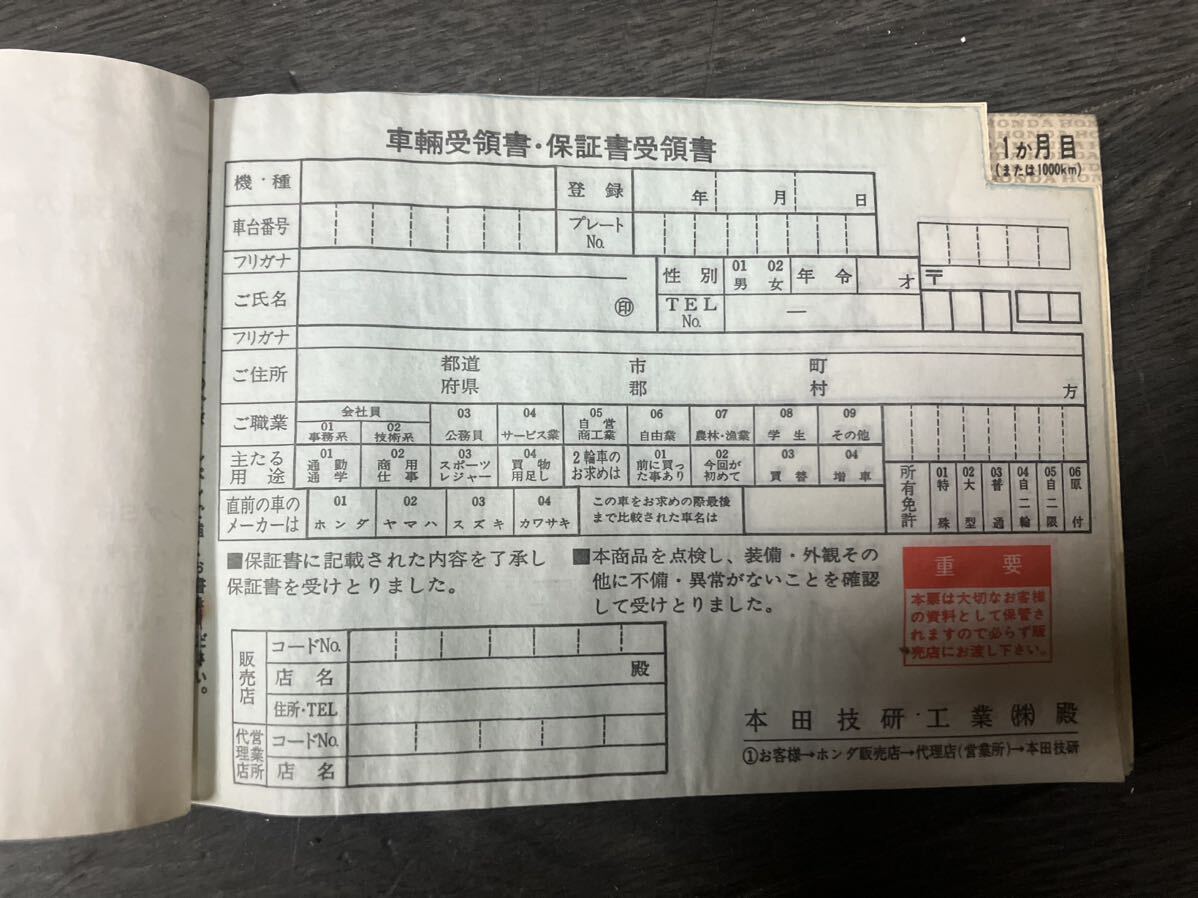 車輛受領書・保証書受領書
HONDA HON
1か月目
(または1000km)
機・種
登録
年 月 日
車台番号
プレート
No.
フリガナ
ご氏名
㊞
性別
01 02
男 女
年令
才
〒
TEL
No.
—
フリガナ
ご住所
都道 市 町
府県 郡 村 方
ご職業
会社員
01 02
事務系 技術系
03
公務員
04
サービス業
05
自営
商工業
06
自由業
07
農林・漁業
08
学生
09
その他
主たる
用途
01
通勤
通学
02
商用
仕事
03
スポーツ
レジャー
04
買物
用足し
2輪車の
お求めは
01
前に買っ
た事あり
02
今回が
初めて
03
買替
04
増車
直前の車の
メーカーは
01
ホンダ
02
ヤマハ
03
スズキ
04
カワサキ
この車をお求めの際最後
まで比較された車名は
所有免許
01
特殊
02
大型
03
普通
04
自二輪
05
自二限
06
原付
■保証書に記載された内容を了承し
保証書を受けとりました。
■本商品を点検し、装備・外観その
他に不備・異常がないことを確認
して受けとりました。
重要
本票は大切なお客様
の資料として保管さ
れますので必らず販
売店にお渡し下さい。
販売店
コードNo.
店名
殿
住所・TEL
代理店
営業所
コードNo.
店名
本田技研工業㈱殿
①お客様→ホンダ販売店→代理店(営業所)→本田技研